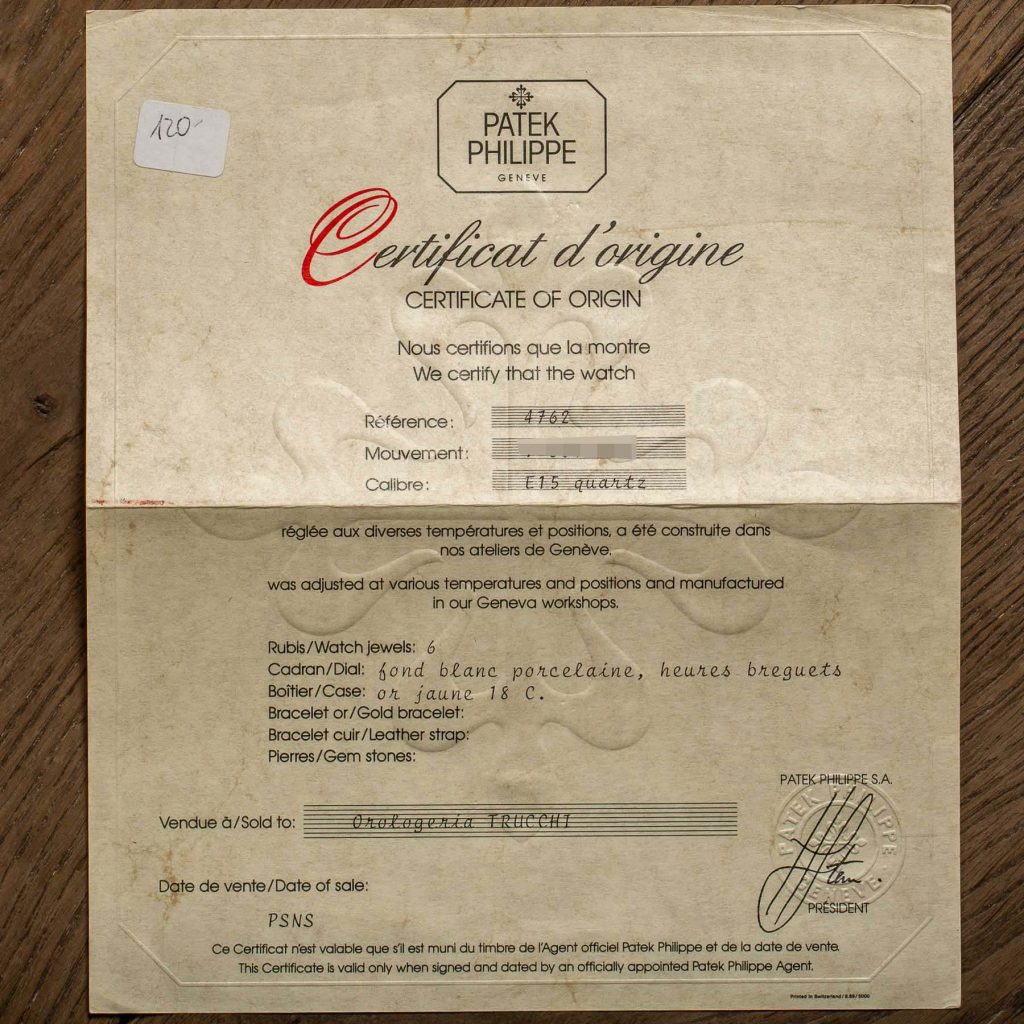 120-
PATEK
PHILIPPE
GENEVE
Certificat d'origine
CERTIFICATE OF ORIGIN
Nous certifions que la montre
We certify that the watch
Référence: 4762
Mouvement:
Calibre: E15 quartz
réglée aux diverses températures et positions, a été construite dans
nos ateliers de Genève.
was adjusted at various temperatures and positions and manufactured
in our Geneva workshops.
Rubis/Watch jewels: 6
Cadran/Dial: fond blanc porcelaine, heures breguets
Boîtier/Case: or jaune 18 C.
Bracelet or/Gold bracelet:
Bracelet cuir/Leather strap:
Pierres/Gem stones:
PATEK PHILIPPE S.A.
PATEK PHILIPPE
GENÈVE
Vendue à/Sold to: Orologeria TRUCCHI
Date de vente/Date of sale:
PRÉSIDENT
PSNS
Ce Certificat n'est valable que s'il est muni du timbre de l'Agent officiel Patek Philippe et de la date de vente.
This Certificate is valid only when signed and dated by an officially appointed Patek Philippe Agent.
Printed in Switzerland / 8.89 / 5000